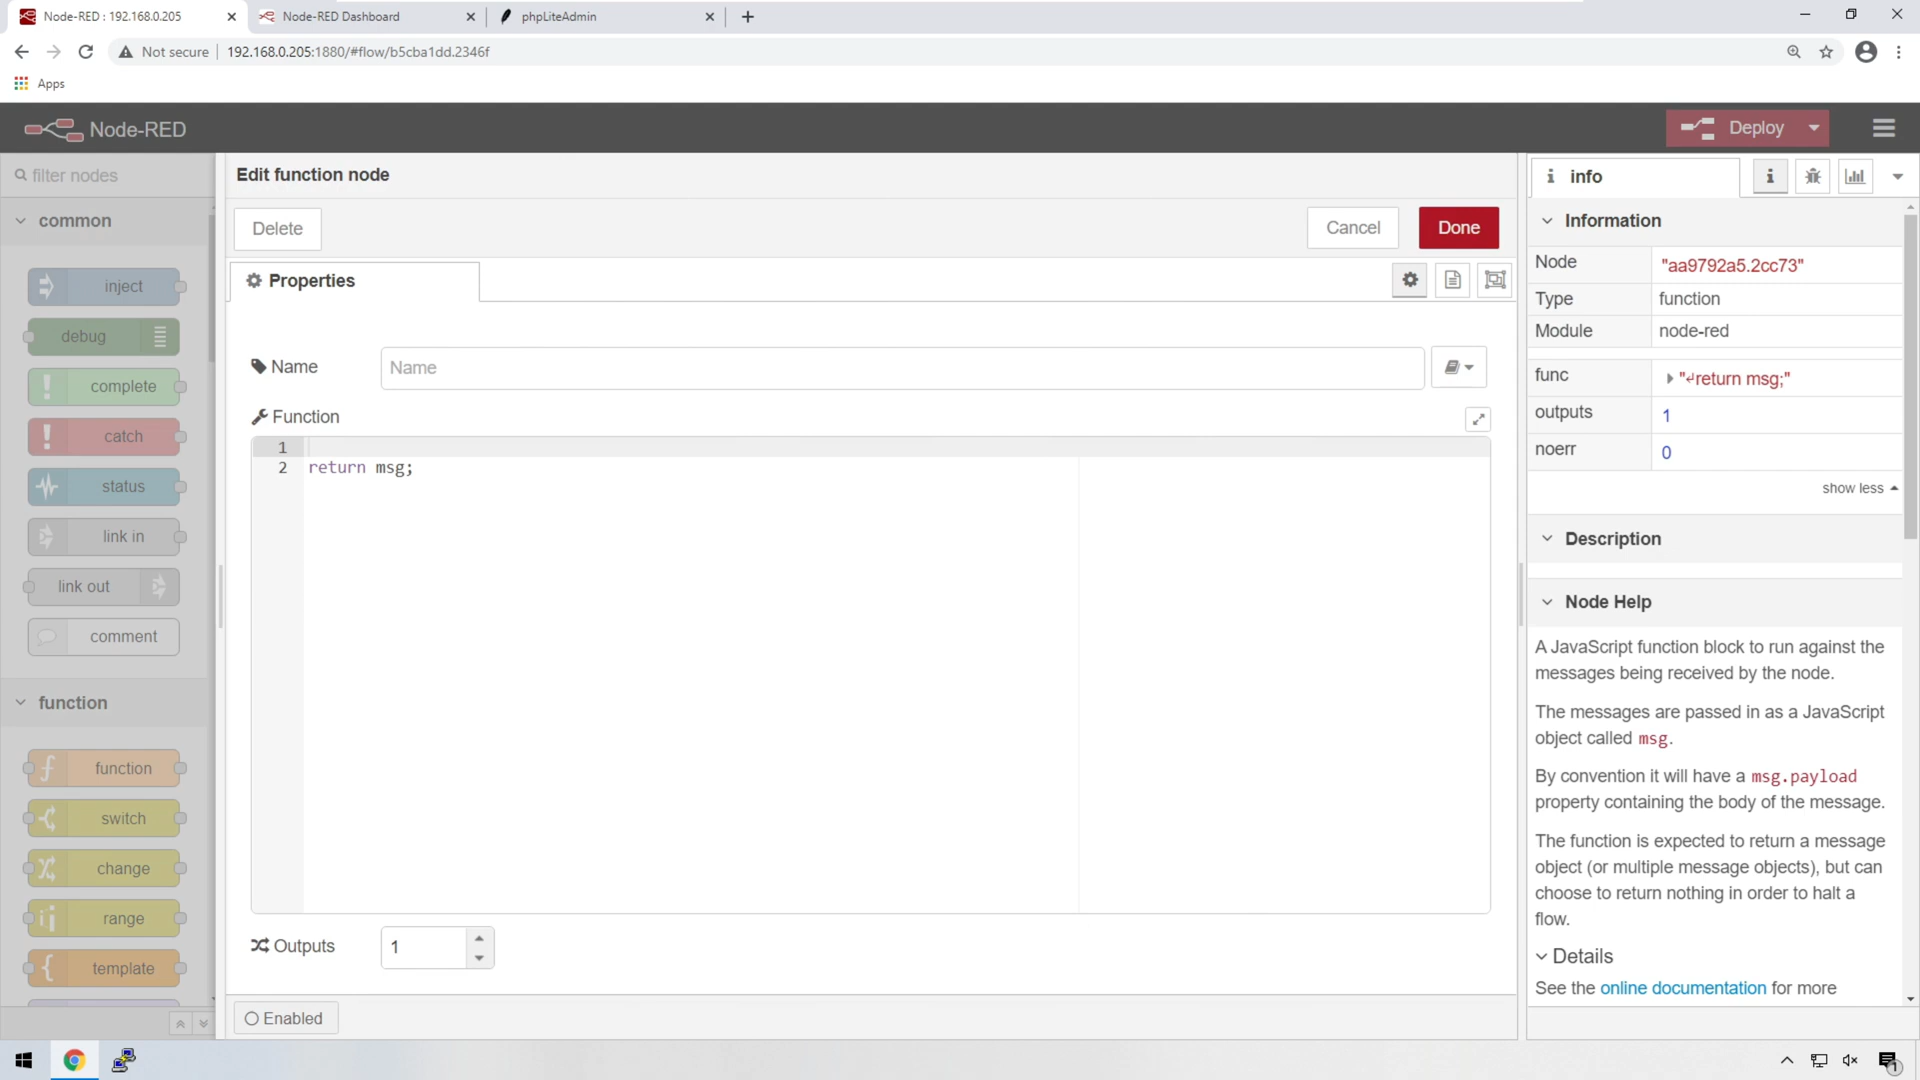 Node-RED : 192.168.0.205
Node-RED Dashboard
phpLiteAdmin
Not secure
192.168.0.205:1880/#flow/b5cba1dd.2346f
Apps
Node-RED
Deploy
filter nodes
common
inject
debug
complete
catch
status
link in
link out
comment
function
function
switch
change
range
template
Edit function node
Delete
Cancel
Done
Properties
Name
Name
Function
1
2 return msg;
Outputs
1
Enabled
info
Information
Node "aa9792a5.2cc73"
Type function
Module node-red
func "↵return msg;"
outputs 1
noerr 0
show less
Description
Node Help
A JavaScript function block to run against the
messages being received by the node.
The messages are passed in as a JavaScript
object called msg.
By convention it will have a msg.payload
property containing the body of the message.
The function is expected to return a message
object (or multiple message objects), but can
choose to return nothing in order to halt a
flow.
Details
See the online documentation for more
1